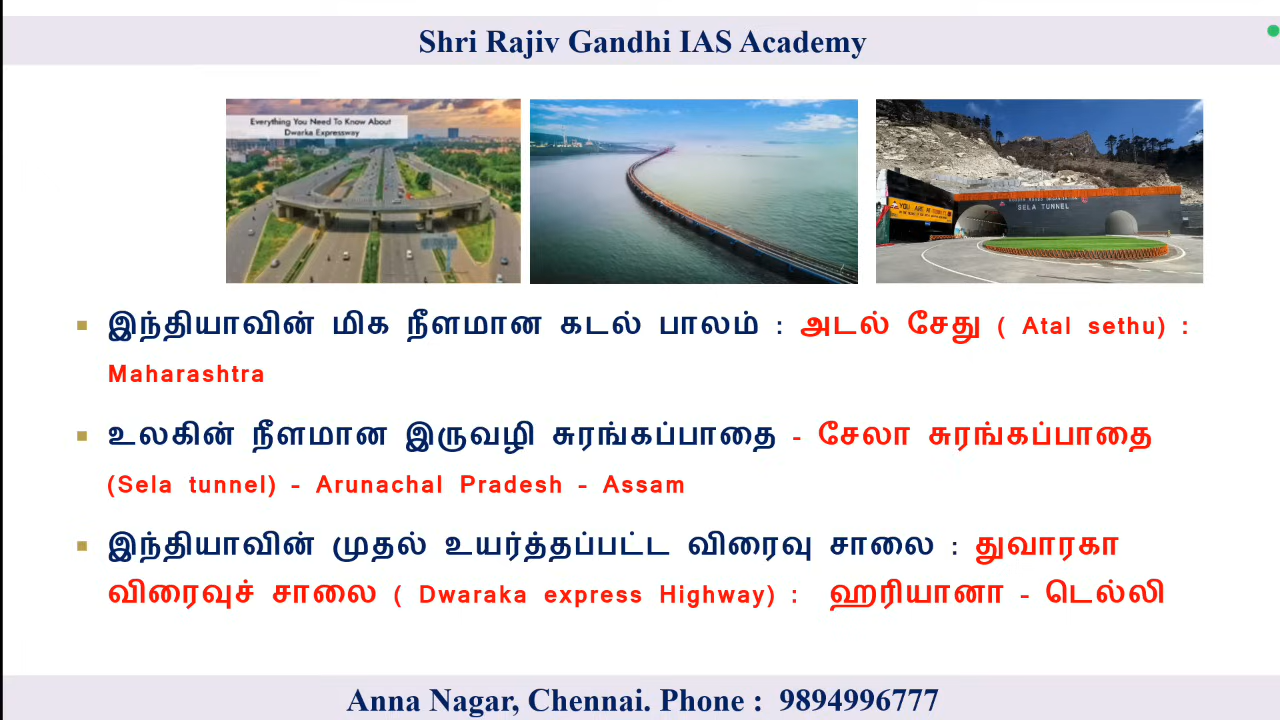 Shri Rajiv Gandhi IAS Academy
Everything You Need To Know About
Dwarka Expressway
YOU ARE
SELA TUNNEL
இந்தியாவின் மிக நீளமான கடல் பாலம் : அடல் சேது ( Atal sethu) :
Maharashtra
உலகின் நீளமான இருவழி சுரங்கப்பாதை - சேலா சுரங்கப்பாதை
(Sela tunnel) – Arunachal Pradesh – Assam
இந்தியாவின் முதல் உயர்த்தப்பட்ட விரைவு சாலை : துவாரகா
விரைவுச் சாலை ( Dwaraka express Highway) : ஹரியானா - டெல்லி
Anna Nagar, Chennai. Phone : 9894996777